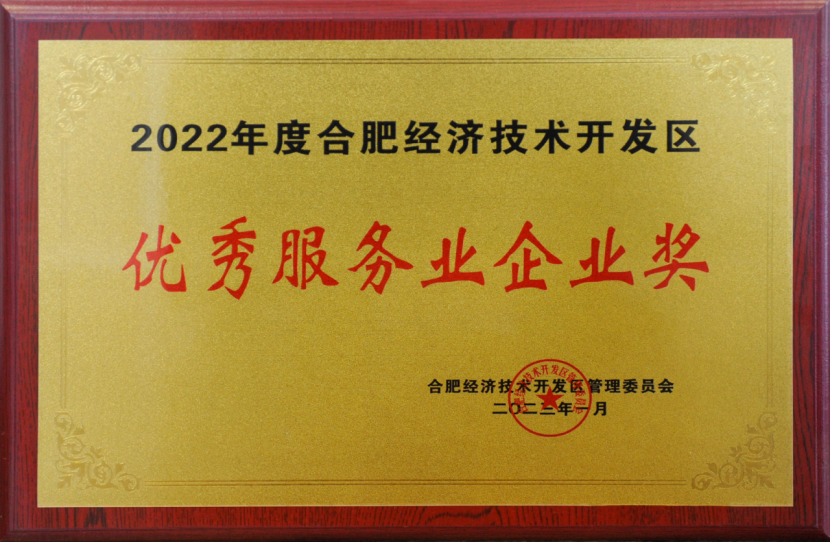 2022年度合肥经济技术开发区
优秀服务业企业奖
合肥经济技术开发区管理委员会
二〇二三年一月